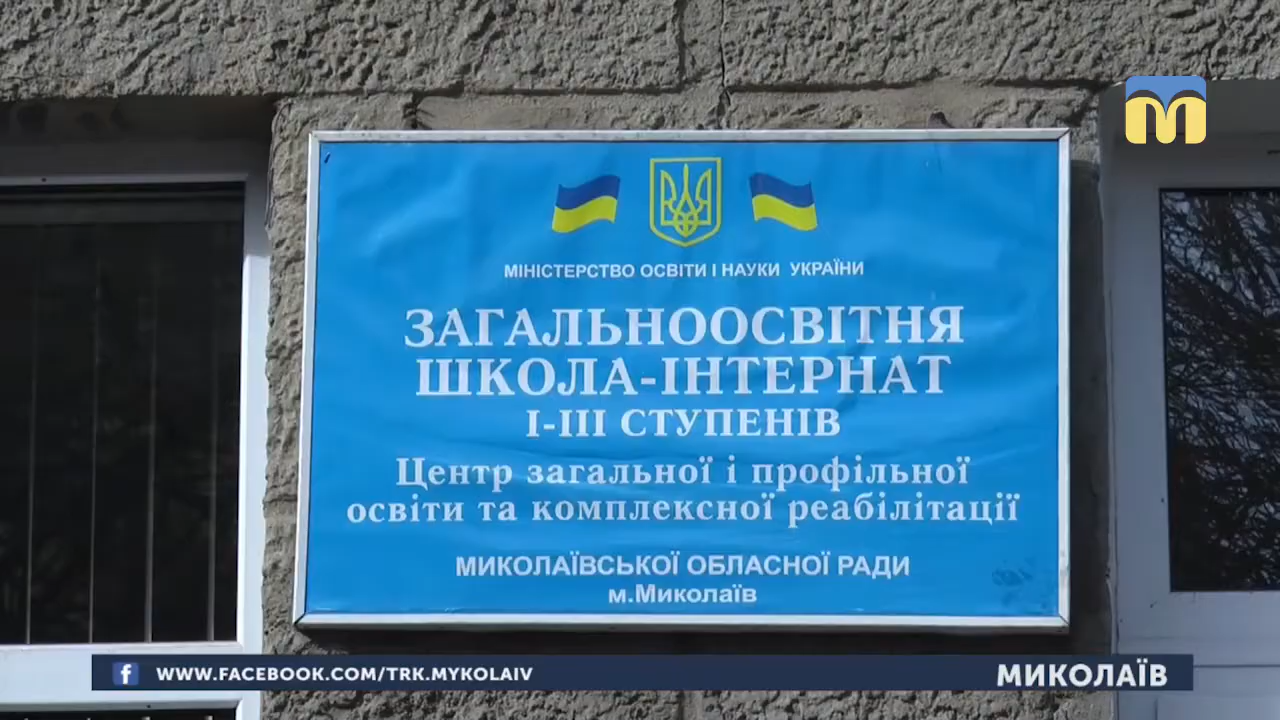 М
МІНІСТЕРСТВО ОСВІТИ І НАУКИ УКРАЇНИ
ЗАГАЛЬНООСВІТНЯ
ШКОЛА-ІНТЕРНАТ
І-ІІІ СТУПЕНІВ
Центр загальної і профільної
освіти та комплексної реабілітації
МИКОЛАЇВСЬКОЇ ОБЛАСНОЇ РАДИ
м.Миколаїв
f WWW.FACEBOOK.COM/TRK.MYKOLAIV
МИКОЛАЇВ